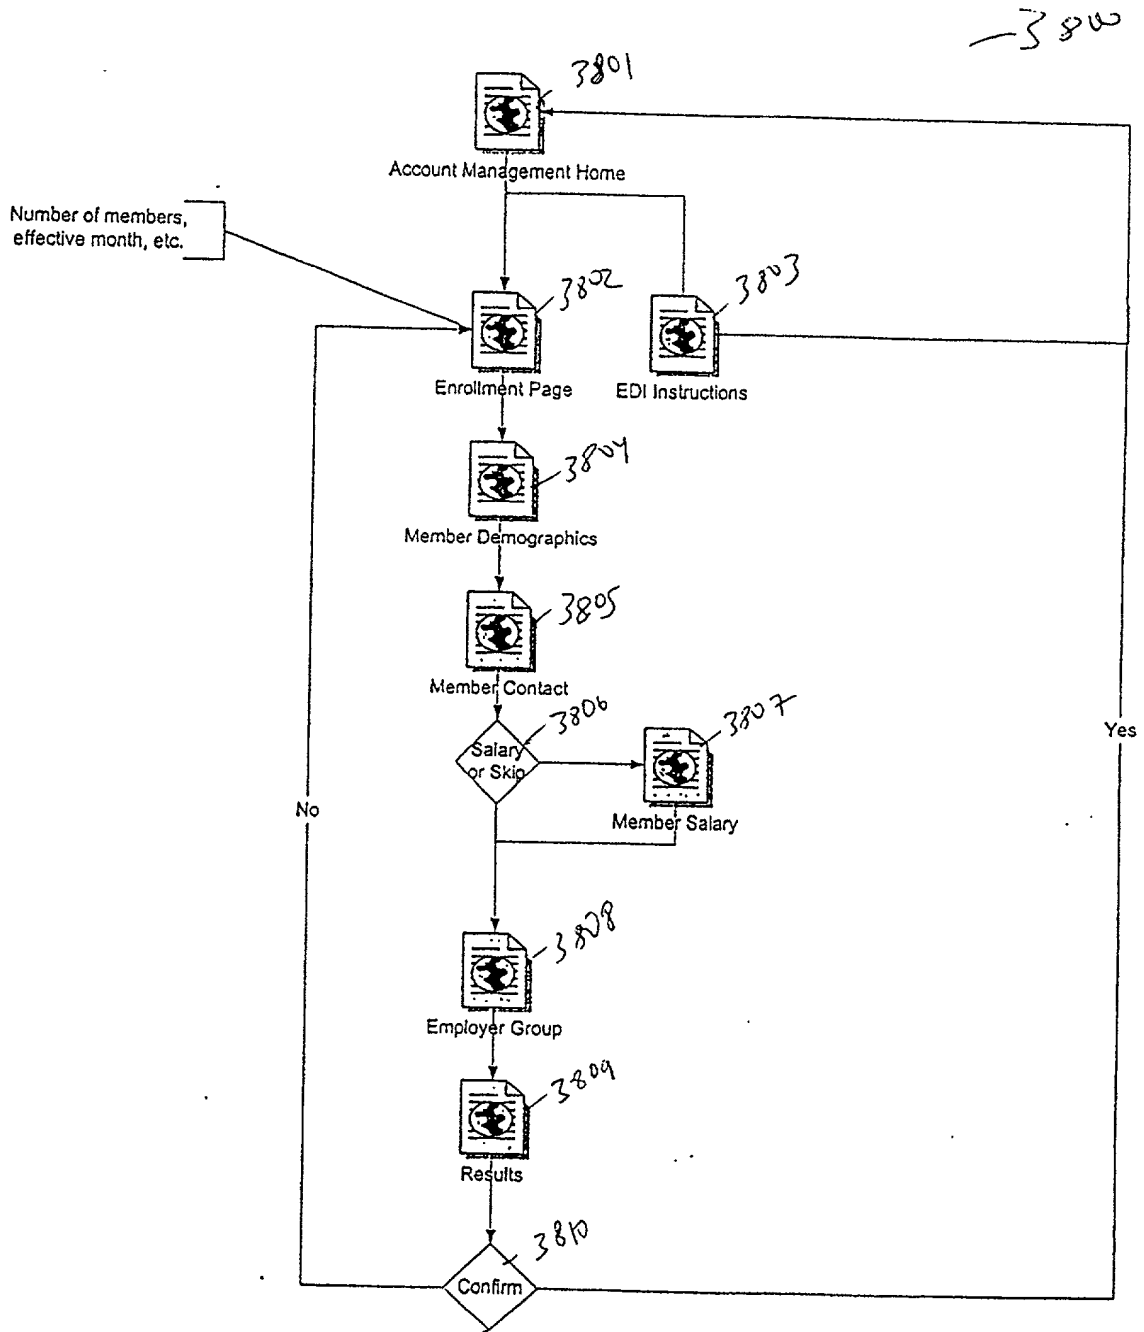 3800
3801
Account Management Home
Number of members,
effective month, etc.
3802
3803
Enrollment Page
EDI Instructions
3804
Member Demographics
3805
Member Contact
3806
3807
Salary
or Skip
Yes
No
Member Salary
3808
Employer Group
3809
Results
3810
Confirm